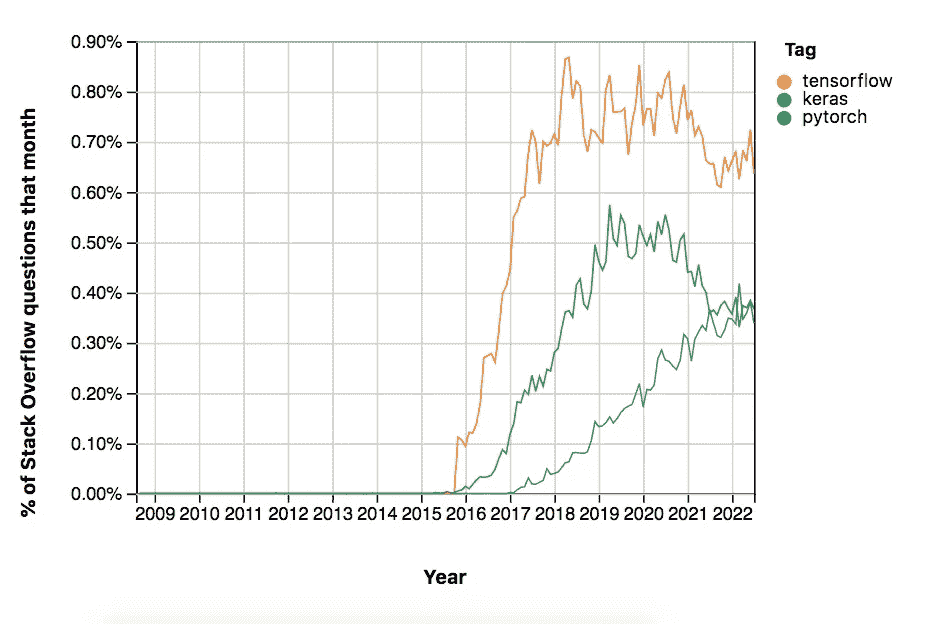 % of Stack Overflow questions that month
0.90%
0.80%
0.70%
0.60%
0.50%
0.40%
0.30%
0.20%
0.10%
0.00%
2009 2010 2011 2012 2013 2014 2015 2016 2017 2018 2019 2020 2021 2022
Year
Tag
tensorflow
keras
pytorch